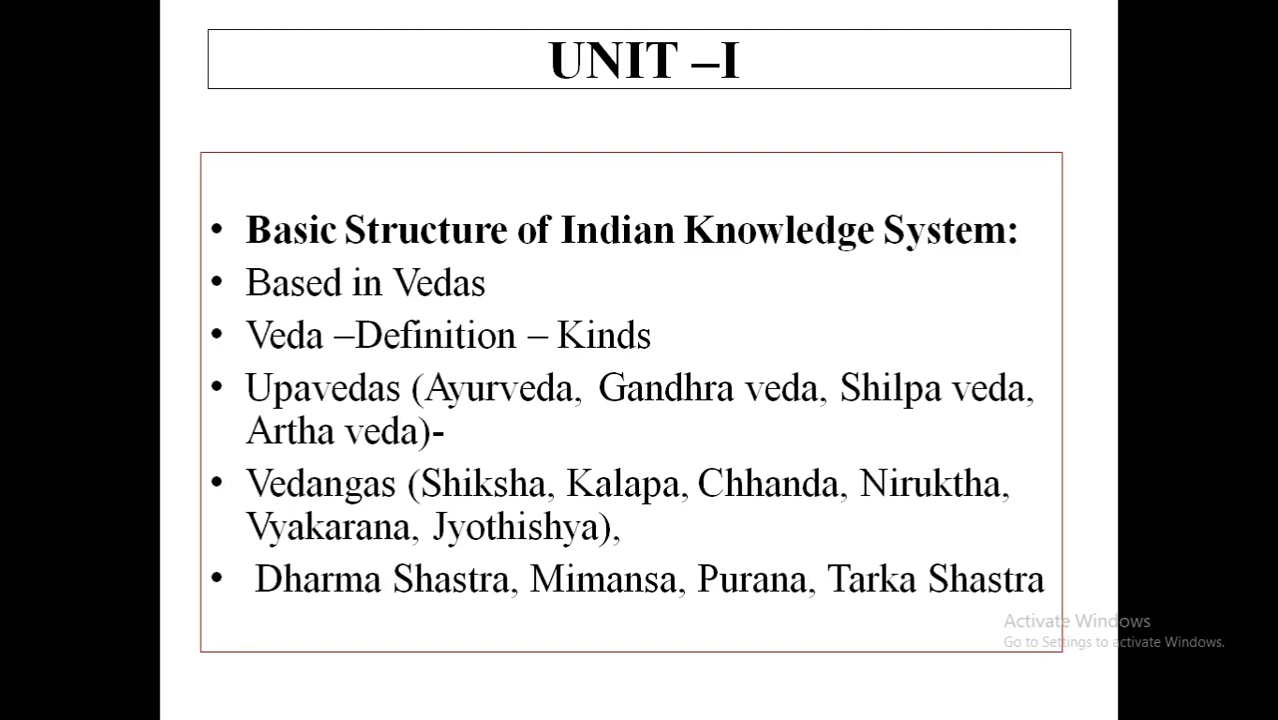 UNIT –I
• Basic Structure of Indian Knowledge System:
• Based in Vedas
• Veda –Definition – Kinds
• Upavedas (Ayurveda, Gandhra veda, Shilpa veda,
Artha veda)-
• Vedangas (Shiksha, Kalapa, Chhanda, Niruktha,
Vyakarana, Jyothishya),
• Dharma Shastra, Mimansa, Purana, Tarka Shastra
Activate Windows
Go to Settings to activate Windows.